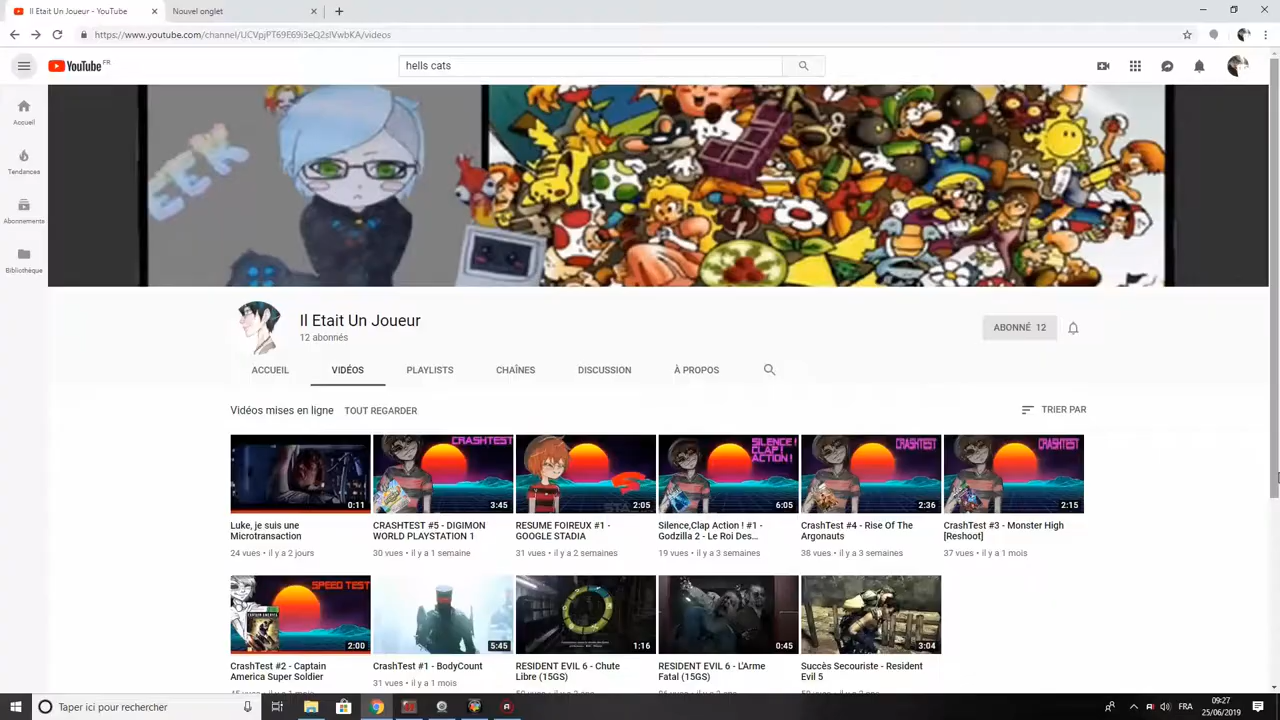 Il Etait Un Joueur - YouTube
Nouvel onglet
https://www.youtube.com/channel/UCVpjPT69E69i3eQ2slVwbKA/videos
YouTube FR
hells cats
Accueil
Tendances
Abonnements
Bibliothèque
GEEK
Il Etait Un Joueur
12 abonnés
ABONNÉ 12
ACCUEIL
VIDÉOS
PLAYLISTS
CHAÎNES
DISCUSSION
À PROPOS
Vidéos mises en ligne
TOUT REGARDER
TRIER PAR
0:11
CRASHTEST
3:45
2:05
SILENCE!
CLAP!
ACTION!
6:05
CRASHTEST
2:36
CRASHTEST
2:15
Luke, je suis une
Microtransaction
24 vues • il y a 2 jours
CRASHTEST #5 - DIGIMON
WORLD PLAYSTATION 1
30 vues • il y a 1 semaine
RESUME FOIREUX #1 -
GOOGLE STADIA
31 vues • il y a 2 semaines
Silence,Clap Action ! #1 -
Godzilla 2 - Le Roi Des...
19 vues • il y a 3 semaines
CrashTest #4 - Rise Of The
Argonauts
38 vues • il y a 3 semaines
CrashTest #3 - Monster High
[Reshoot]
37 vues • il y a 1 mois
SPEED TEST
2:00
5:45
1:16
0:45
3:04
CrashTest #2 - Captain
America Super Soldier
CrashTest #1 - BodyCount
31 vues • il y a 1 mois
RESIDENT EVIL 6 - Chute
Libre (15GS)
RESIDENT EVIL 6 - L'Arme
Fatal (15GS)
Succès Secouriste - Resident
Evil 5
Taper ici pour rechercher
FRA
09:27
25/06/2019